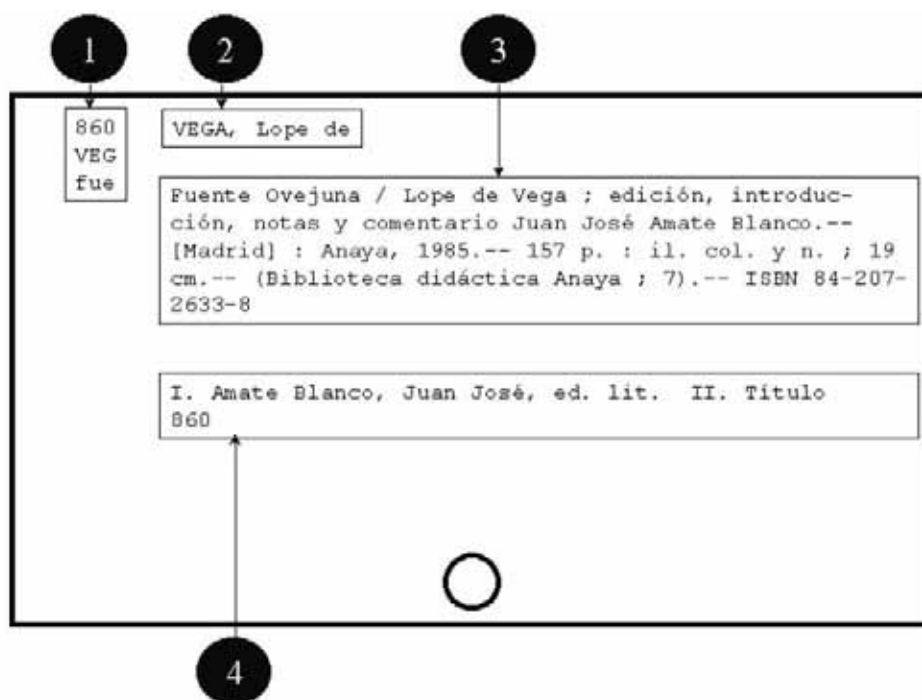 1
2
3
860
VEG
fue
VEGA, Lope de
Fuente Ovejuna / Lope de Vega ; edición, introduc-
ción, notas y comentario Juan José Amate Blanco.--
[Madrid] : Anaya, 1985.-- 157 p. : il. col. y n. ; 19
cm.-- (Biblioteca didáctica Anaya ; 7).-- ISBN 84-207-
2633-8
I. Amate Blanco, Juan José, ed. lit. II. Título
860
4